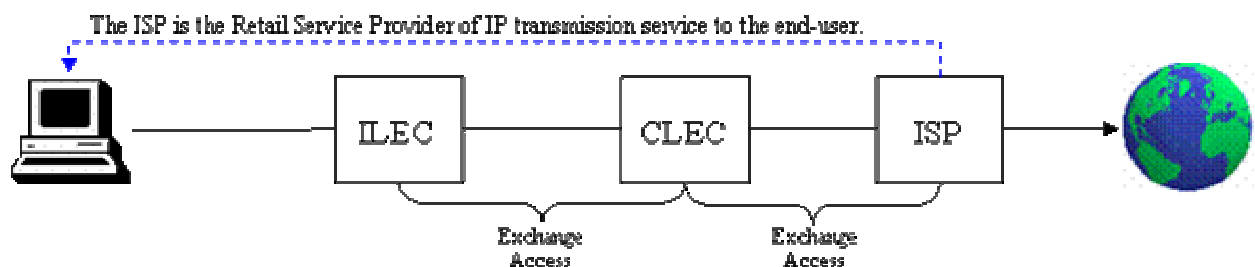 The ISP is the Retail Service Provider of IP transmission service to the end-user.
ILEC
CLEC
ISP
Exchange
Access
Exchange
Access